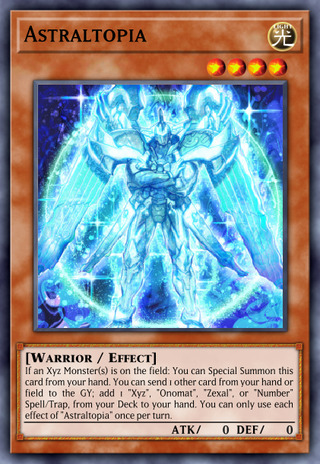 ASTRALTOPIA
LIGHT
光
[WARRIOR / EFFECT]
If an Xyz Monster(s) is on the field: You can Special Summon this
card from your hand. You can send 1 other card from your hand or
field to the GY; add 1 "Xyz", "Onomat", "Zexal", or "Number"
Spell/Trap, from your Deck to your hand. You can only use each
effect of "Astraltopia" once per turn.
ATK/ 0 DEF/ 0